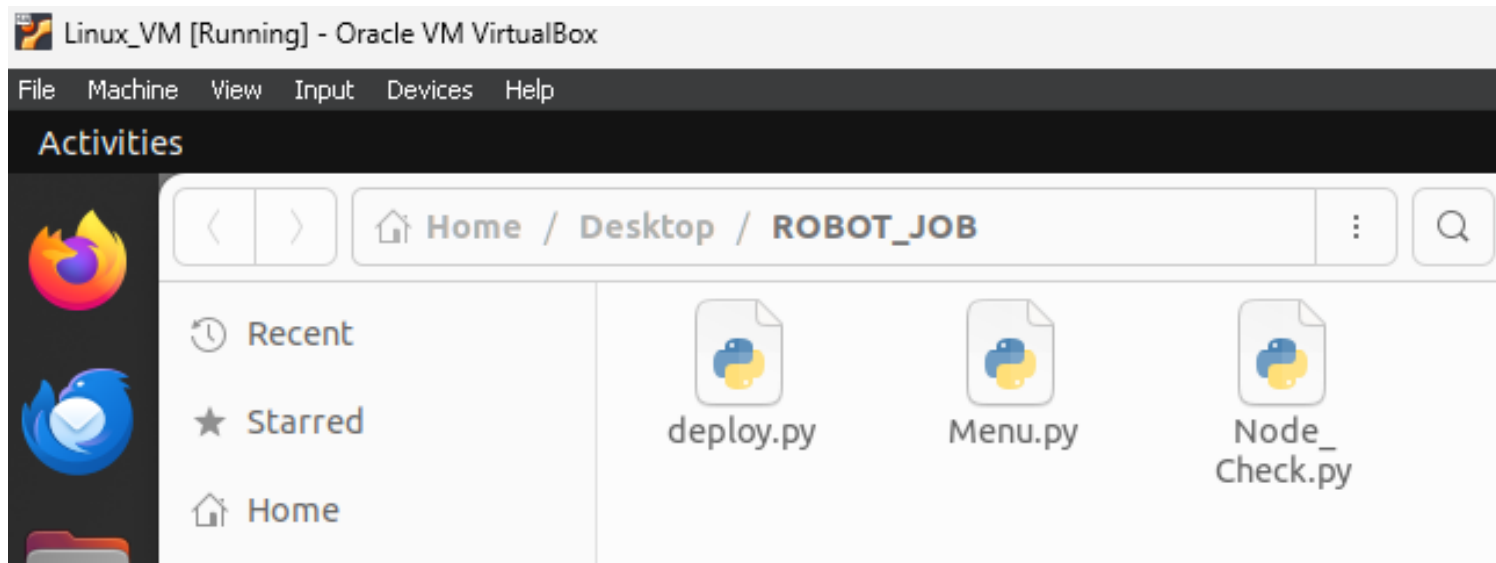 Linux_VM [Running] - Oracle VM VirtualBox
File Machine View Input Devices Help
Activities
Home / Desktop / ROBOT_JOB
Recent
Starred
Home
deploy.py
Menu.py
Node_
Check.py